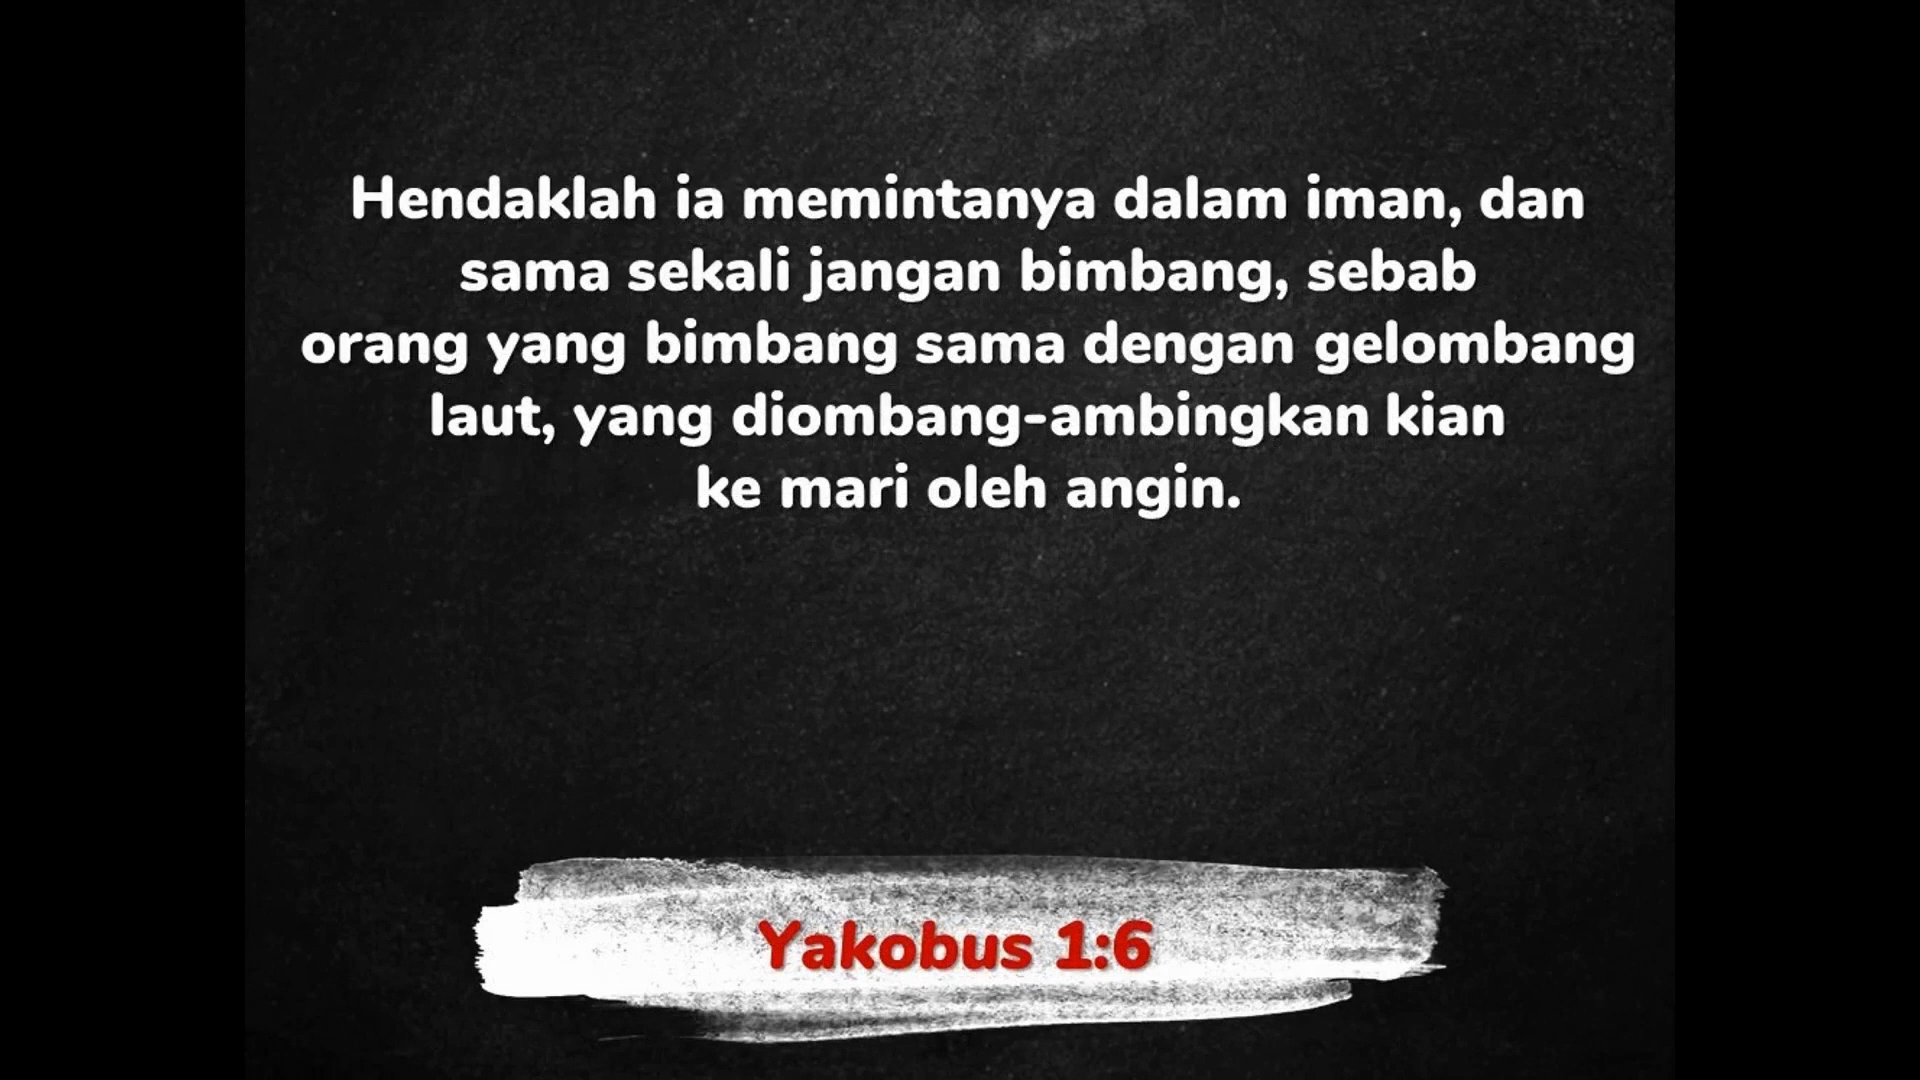 Hendaklah ia memintanya dalam iman, dan
sama sekali jangan bimbang, sebab
orang yang bimbang sama dengan gelombang
laut, yang diombang-ambingkan kian
ke mari oleh angin.
Yakobus 1:6